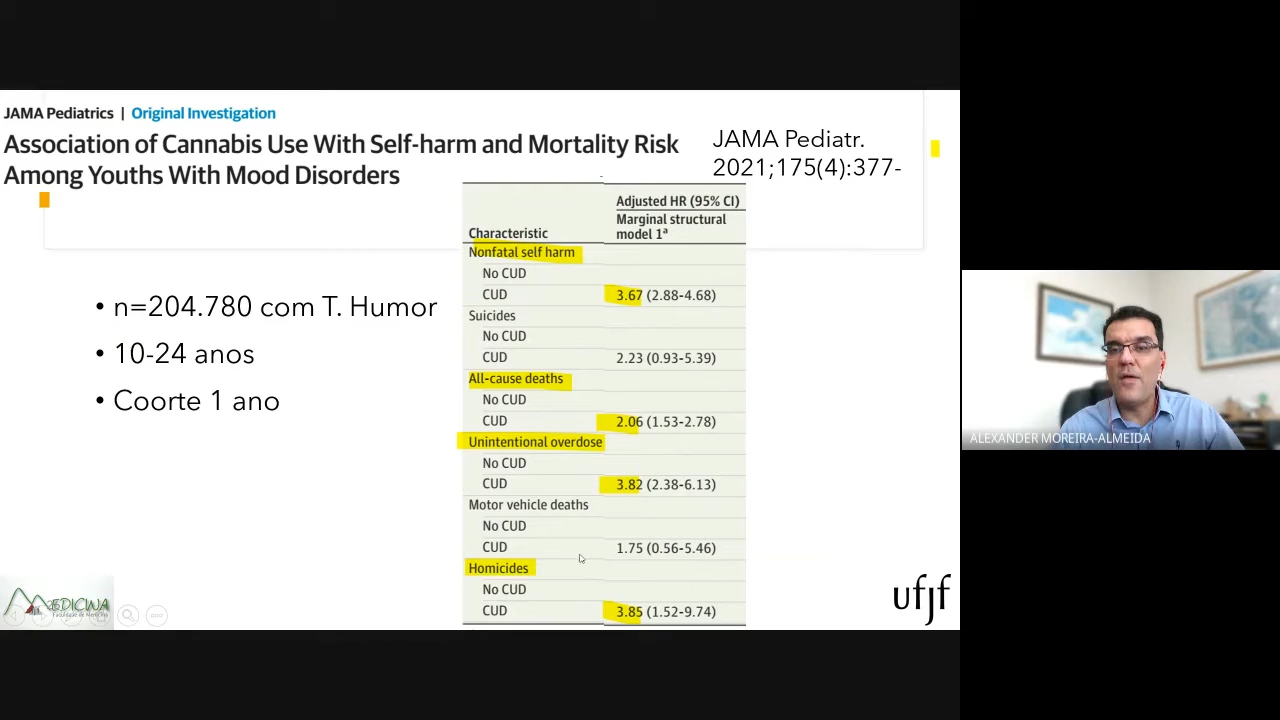 JAMA Pediatrics | Original Investigation
Association of Cannabis Use With Self-harm and Mortality Risk
Among Youths With Mood Disorders
JAMA Pediatr.
2021;175(4):377-
• n=204.780 com T. Humor
• 10-24 anos
• Coorte 1 ano
Adjusted HR (95% CI)
Marginal structural
Characteristic model 1ª
Nonfatal self harm
No CUD
CUD 3.67 (2.88-4.68)
Suicides
No CUD
CUD 2.23 (0.93-5.39)
All-cause deaths
No CUD
CUD 2.06 (1.53-2.78)
Unintentional overdose
No CUD
CUD 3.82 (2.38-6.13)
Motor vehicle deaths
No CUD
CUD 1.75 (0.56-5.46)
Homicides
No CUD
CUD 3.85 (1.52-9.74)
ufjf
ALEXANDER MOREIRA-ALMEIDA